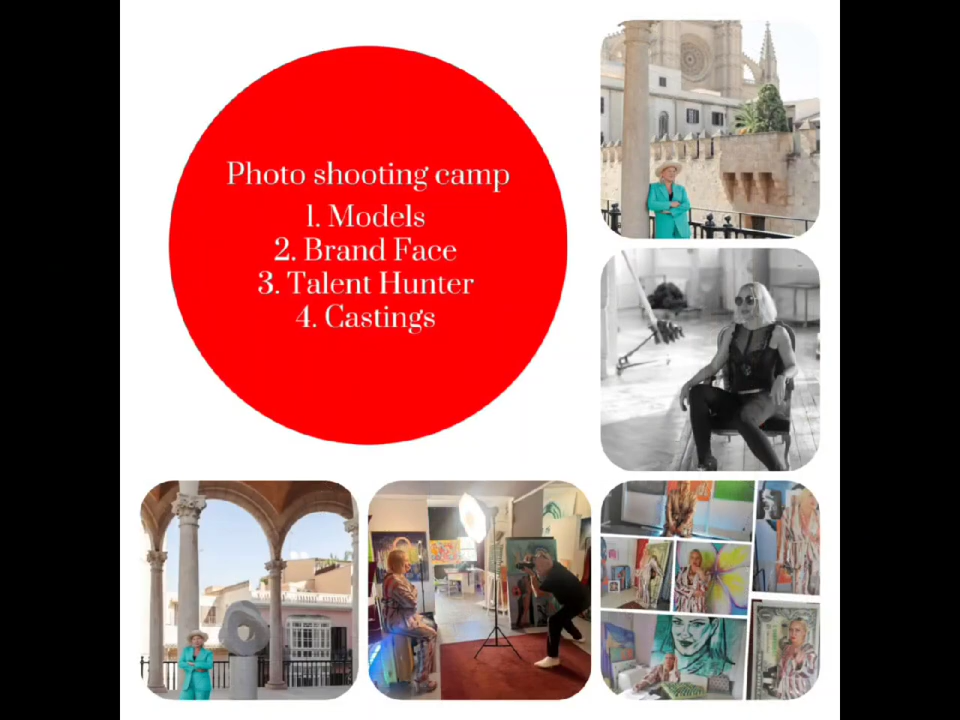 Photo shooting camp
1. Models
2. Brand Face
3. Talent Hunter
4. Castings